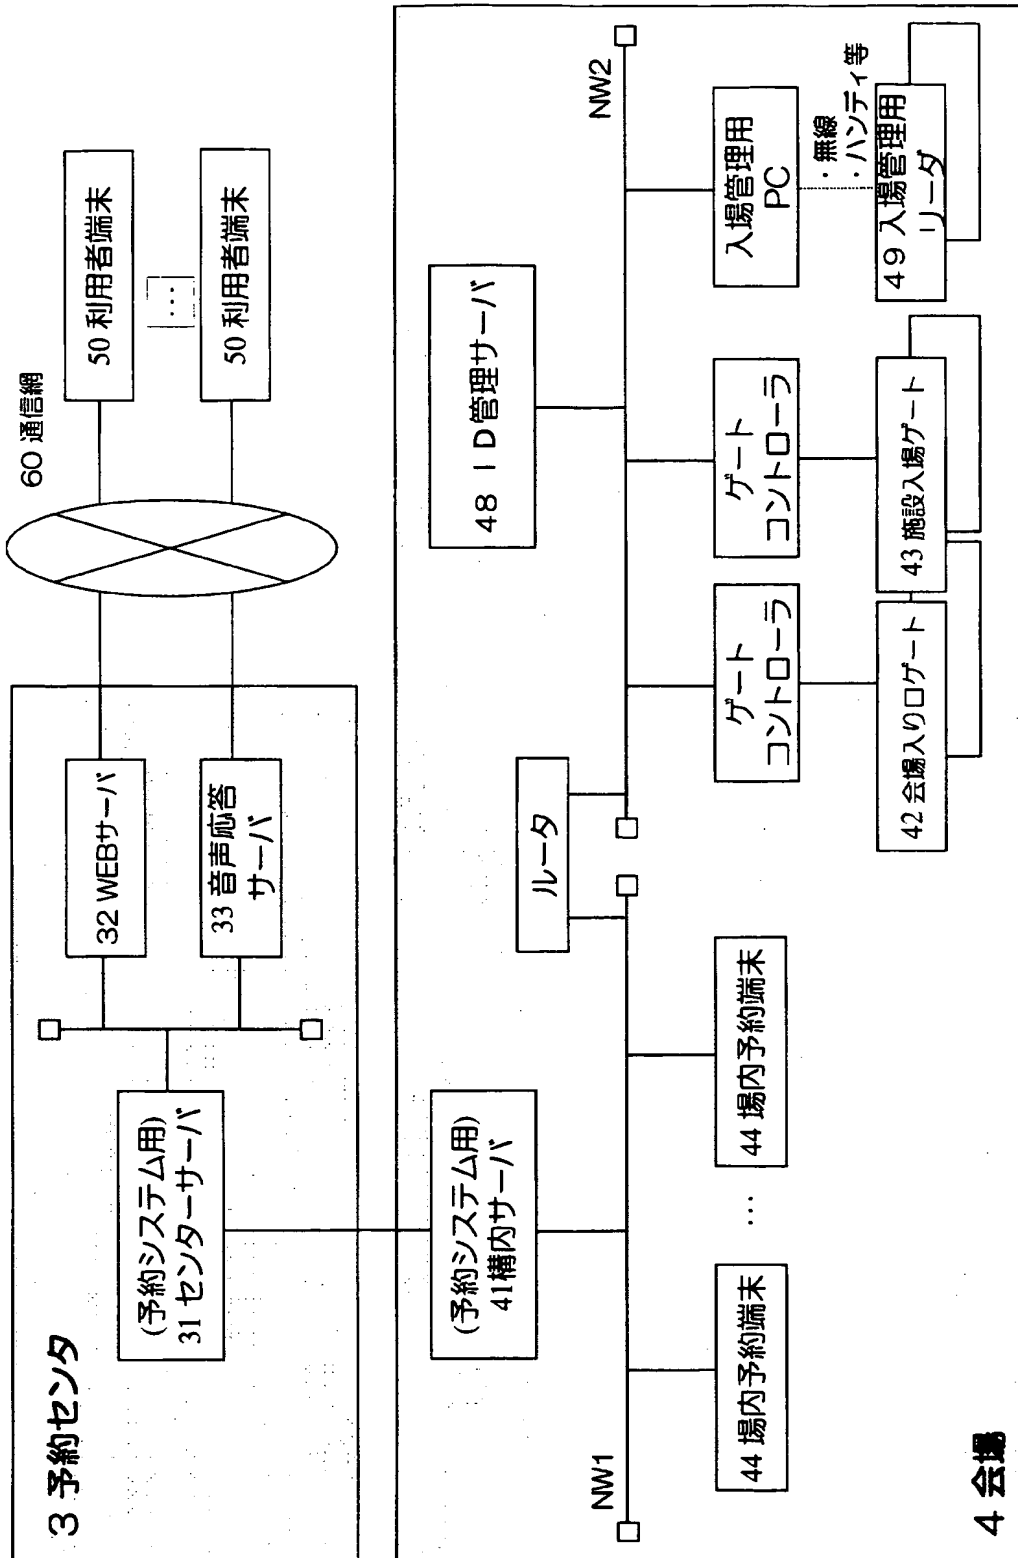 3 予約センタ
(予約システム用)
31 センターサーバ
32 WEBサーバ
33 音声応答
サーバ
60 通信網
50 利用者端末
…
50 利用者端末
(予約システム用)
41構内サーバ
48 ID管理サーバ
ルータ
NW1
NW2
44 場内予約端末
…
44 場内予約端末
ゲート
コントローラ
ゲート
コントローラ
入場管理用
PC
・無線
・ハンディ等
42 会場入り口ゲート
43 施設入場ゲート
49 入場管理用
リーダ
4 会場